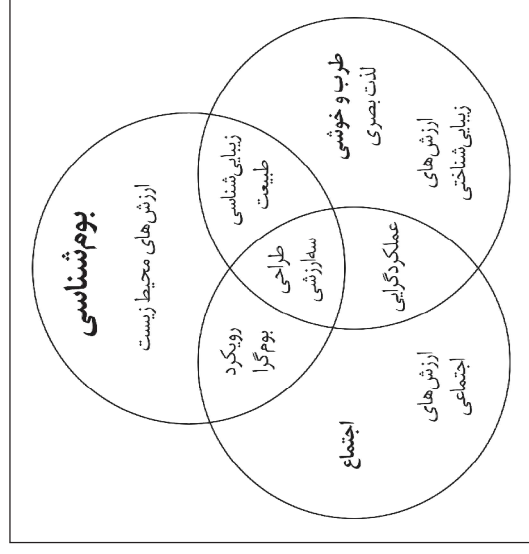 بوم‌شناسی
ارزش‌های محیط زیست
زیبایی‌شناسی
طبیعت
رویکرد
بوم‌گرا
طراحی
سه‌ارزشی
طرب و خوشی
لذت بصری
ارزش‌های
زیبایی‌شناختی
عملکردگرایی
اجتماع
ارزش‌های
اجتماعی